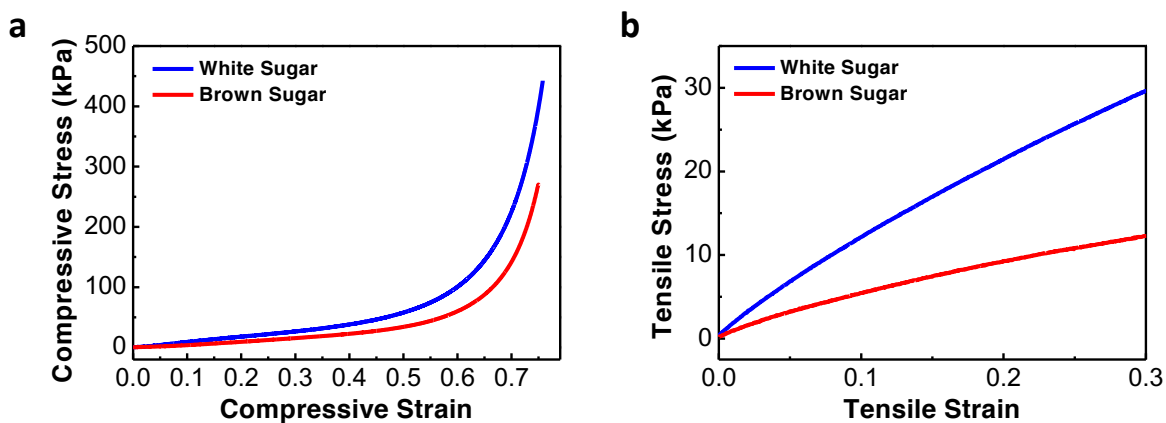 a
Compressive Stress (kPa)
500
400
300
200
100
0
White Sugar
Brown Sugar
0.0 0.1 0.2 0.3 0.4 0.5 0.6 0.7
Compressive Strain
b
Tensile Stress (kPa)
30
20
10
0
White Sugar
Brown Sugar
0.0 0.1 0.2 0.3
Tensile Strain